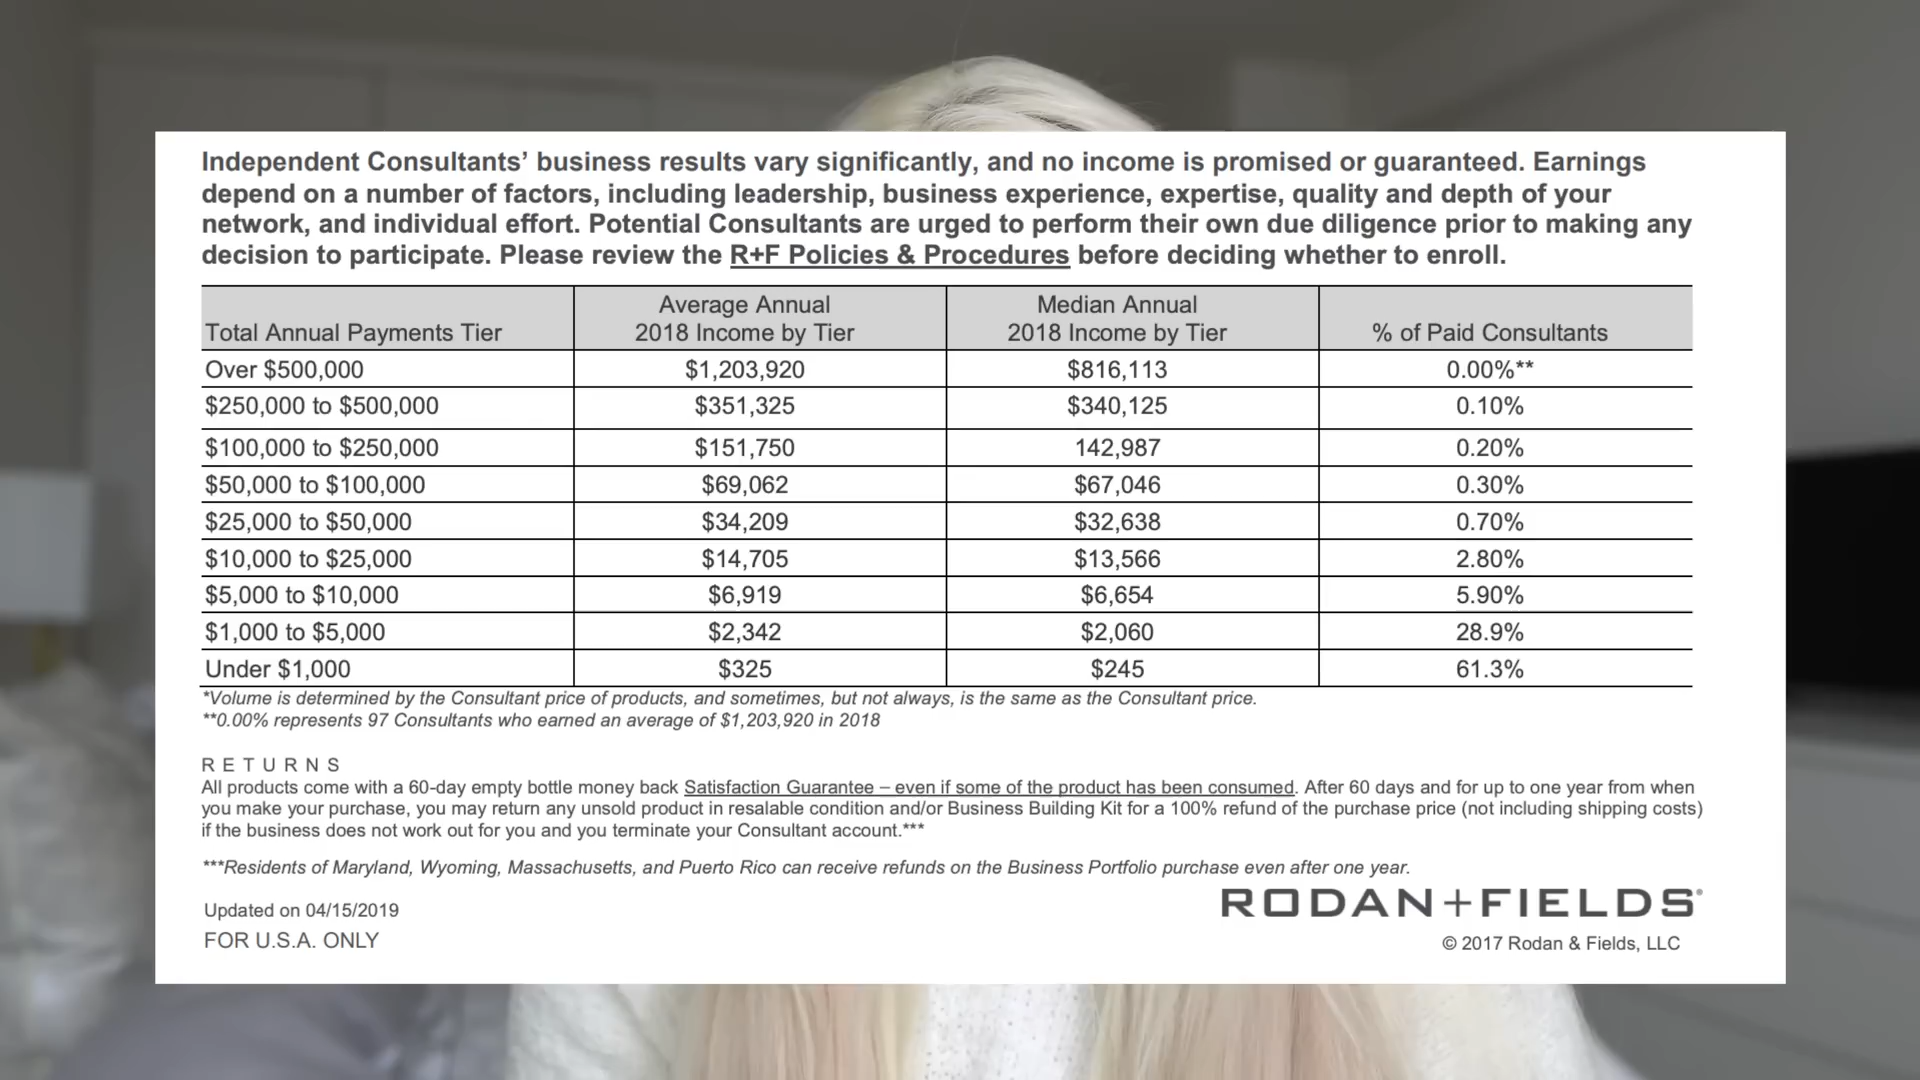 Independent Consultants’ business results vary significantly, and no income is promised or guaranteed. Earnings
depend on a number of factors, including leadership, business experience, expertise, quality and depth of your
network, and individual effort. Potential Consultants are urged to perform their own due diligence prior to making any
decision to participate. Please review the R+F Policies & Procedures before deciding whether to enroll.
Total Annual Payments Tier Average Annual 2018 Income by Tier Median Annual 2018 Income by Tier % of Paid Consultants
Over $500,000 $1,203,920 $816,113 0.00%**
$250,000 to $500,000 $351,325 $340,125 0.10%
$100,000 to $250,000 $151,750 142,987 0.20%
$50,000 to $100,000 $69,062 $67,046 0.30%
$25,000 to $50,000 $34,209 $32,638 0.70%
$10,000 to $25,000 $14,705 $13,566 2.80%
$5,000 to $10,000 $6,919 $6,654 5.90%
$1,000 to $5,000 $2,342 $2,060 28.9%
Under $1,000 $325 $245 61.3%
*Volume is determined by the Consultant price of products, and sometimes, but not always, is the same as the Consultant price.
**0.00% represents 97 Consultants who earned an average of $1,203,920 in 2018
RETURNS
All products come with a 60-day empty bottle money back Satisfaction Guarantee – even if some of the product has been consumed. After 60 days and for up to one year from when
you make your purchase, you may return any unsold product in resalable condition and/or Business Building Kit for a 100% refund of the purchase price (not including shipping costs)
if the business does not work out for you and you terminate your Consultant account.***
***Residents of Maryland, Wyoming, Massachusetts, and Puerto Rico can receive refunds on the Business Portfolio purchase even after one year.
Updated on 04/15/2019
FOR U.S.A. ONLY
RODAN+FIELDS®
© 2017 Rodan & Fields, LLC